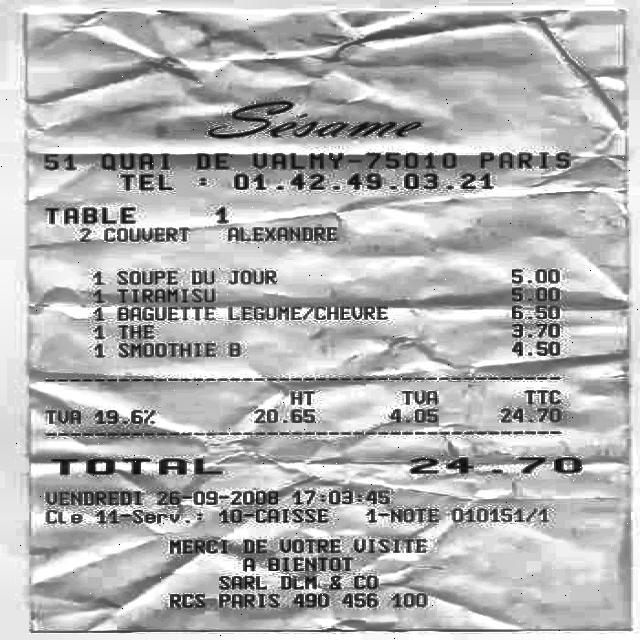 Sésame
51 QUAI DE VALMY-75010 PARIS
TEL : 01.42.49.03.21
TABLE 1
2 COUVERT ALEXANDRE
1 SOUPE DU JOUR 5.00
1 TIRAMISU 5.00
1 BAGUETTE LEGUME/CHEVRE 6.50
1 THE 3.70
1 SMOOTHIE B 4.50
HT TVA TTC
TVA 19.6% 20.65 4.05 24.70
TOTAL 24.70
VENDREDI 26-09-2008 17:03:45
Cle 11-Serv.: 10-CAISSE 1-NOTE 010151/1
MERCI DE VOTRE VISITE
A BIENTOT
SARL DLM & CO
RCS PARIS 490 456 100